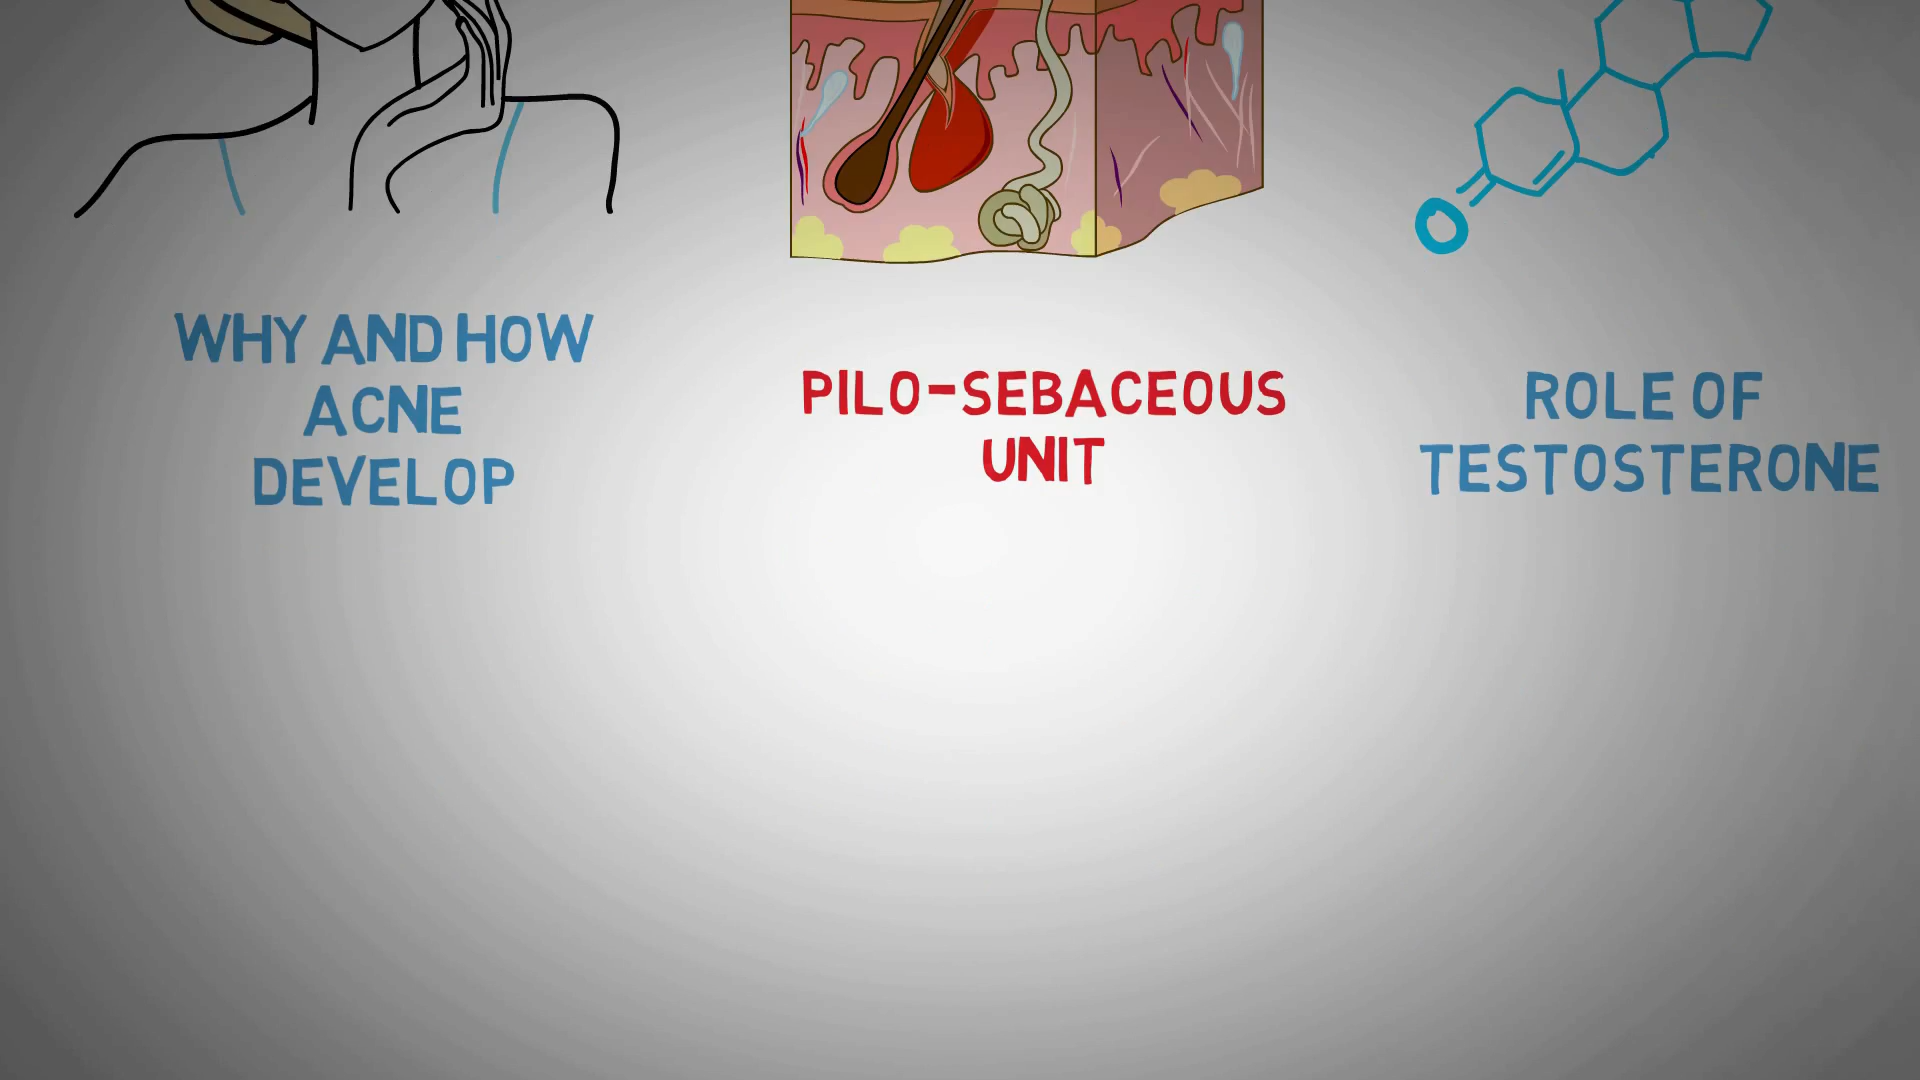 WHY AND HOW
ACNE
DEVELOP
PILO-SEBACEOUS
UNIT
ROLE OF
TESTOSTERONE
O